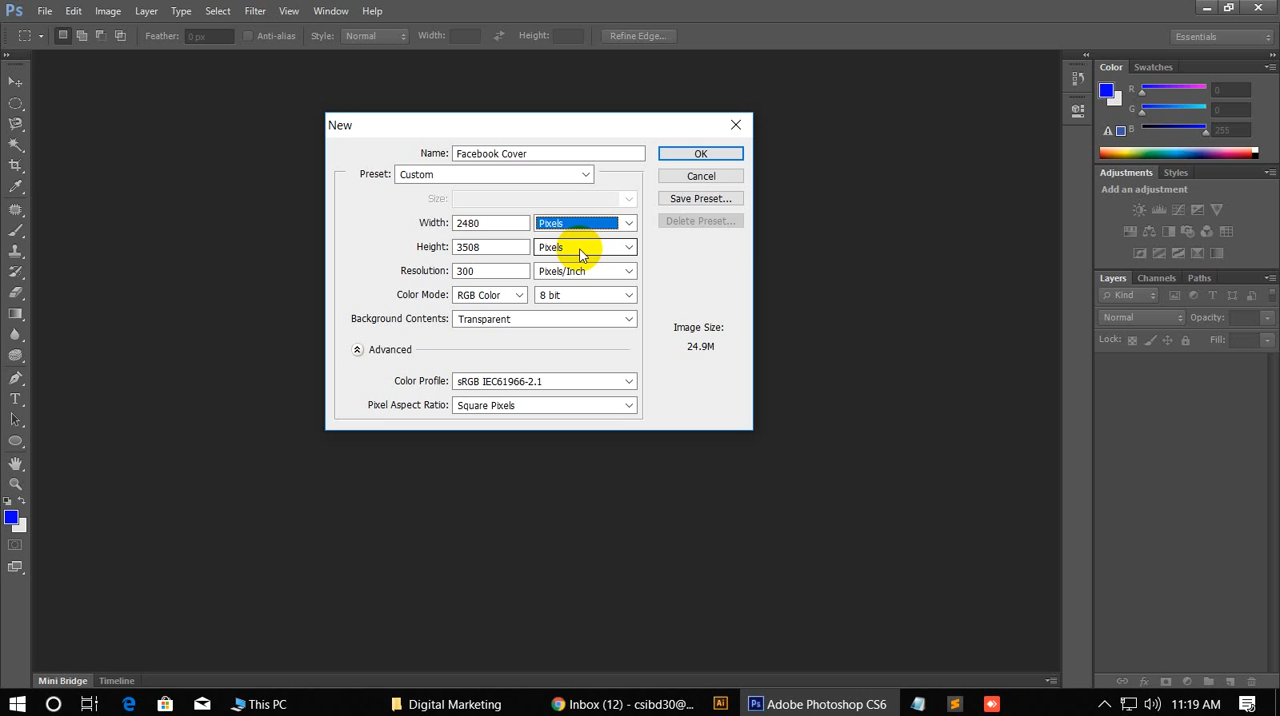 Ps File Edit Image Layer Type Select Filter View Window Help
Feather: 0 px Anti-alias Style: Normal Width: Height: Refine Edge... Essentials
Color Swatches
R 0
G 0
B 255
Adjustments Styles
Add an adjustment
Layers Channels Paths
Kind
Normal Opacity:
Lock: Fill:
New
Name: Facebook Cover OK
Preset: Custom Cancel
Size: Save Preset...
Width: 2480 Pixels Delete Preset...
Height: 3508 Pixels
Resolution: 300 Pixels/Inch
Color Mode: RGB Color 8 bit
Background Contents: Transparent
Image Size:
24.9M
Advanced
Color Profile: sRGB IEC61966-2.1
Pixel Aspect Ratio: Square Pixels
Mini Bridge Timeline
This PC Digital Marketing Inbox (12) - csibd30@... Ai Ps Adobe Photoshop CS6 11:19 AM